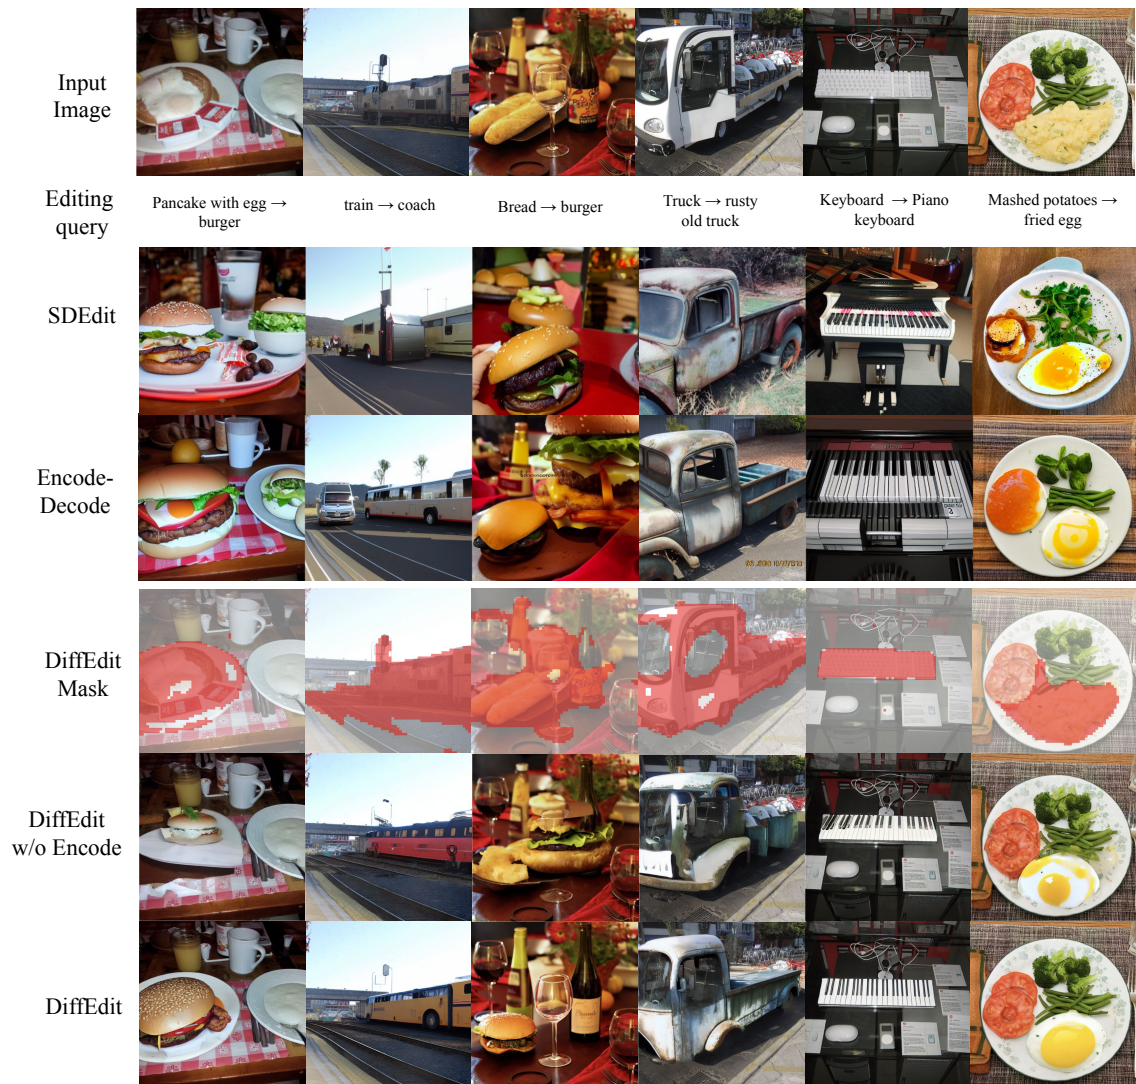 Input
Image
Editing
query
Pancake with egg →
burger
train → coach
Bread → burger
Truck → rusty
old truck
Keyboard → Piano
keyboard
Mashed potatoes →
fried egg
SDEdit
Encode-
Decode
DiffEdit
Mask
DiffEdit
w/o Encode
DiffEdit